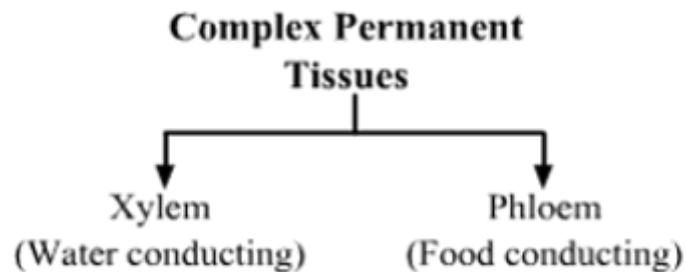 Complex Permanent
Tissues
Xylem
(Water conducting)
Phloem
(Food conducting)